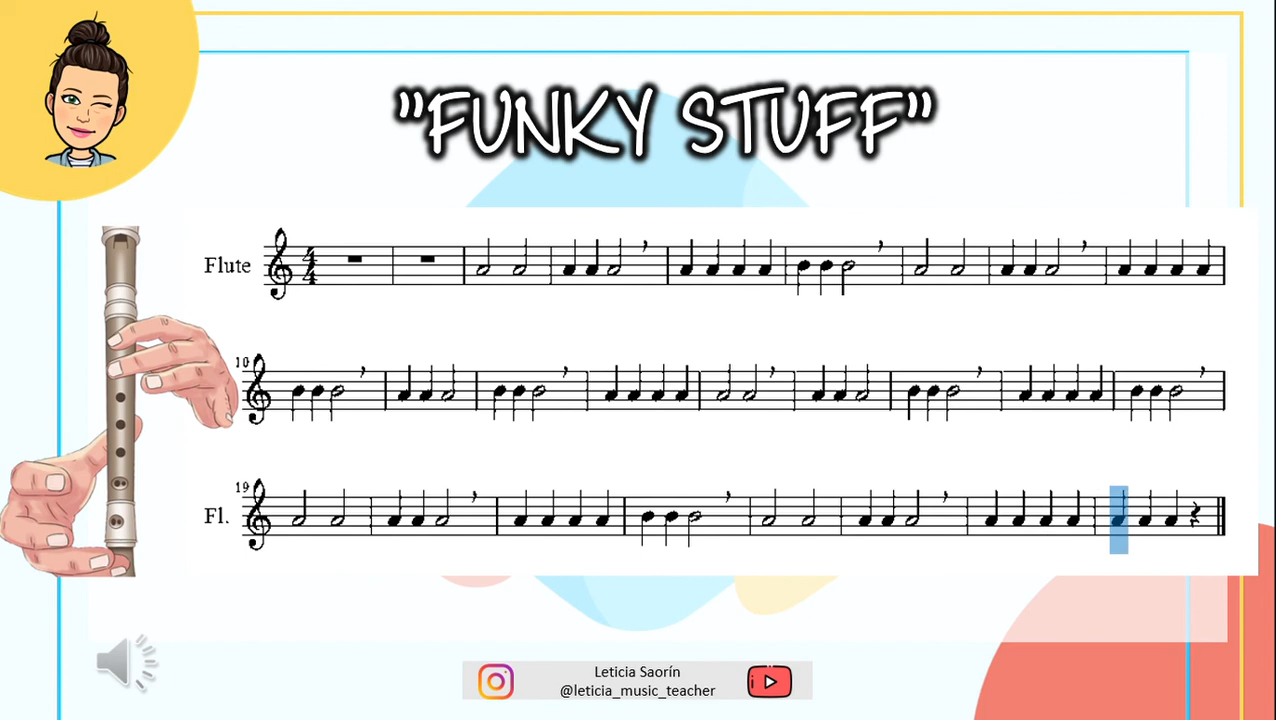 "FUNKY STUFF"
Flute
10
19
Fl.
Leticia Saorín
@leticia_music_teacher